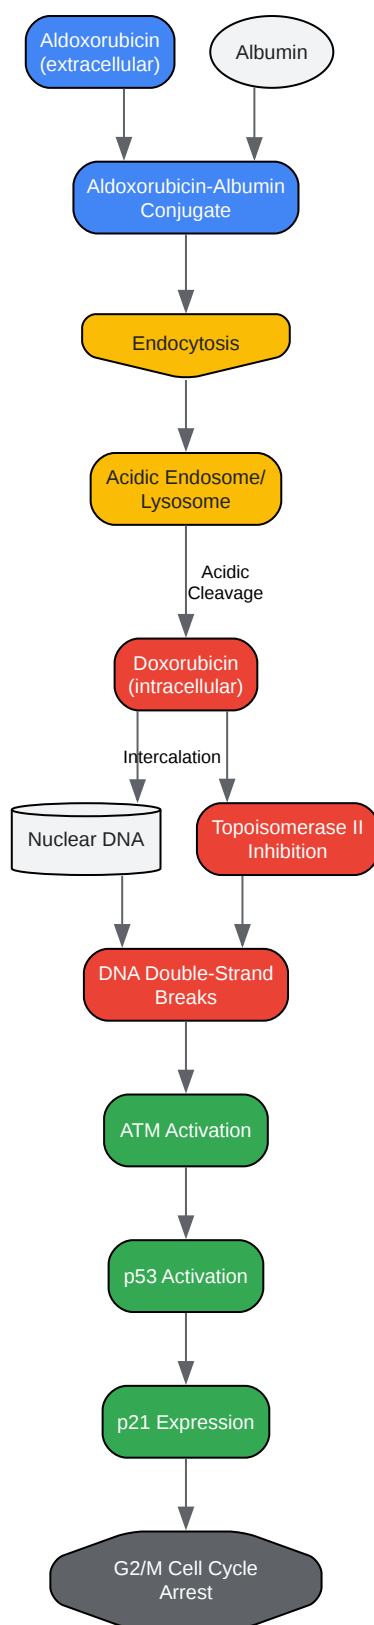 Aldoxorubicin
(extracellular)
Albumin
Aldoxorubicin-Albumin
Conjugate
Endocytosis
Acidic Endosome/
Lysosome
Acidic
Cleavage
Doxorubicin
(intracellular)
Intercalation
Nuclear DNA
Topoisomerase II
Inhibition
DNA Double-Strand
Breaks
ATM Activation
p53 Activation
p21 Expression
G2/M Cell Cycle
Arrest